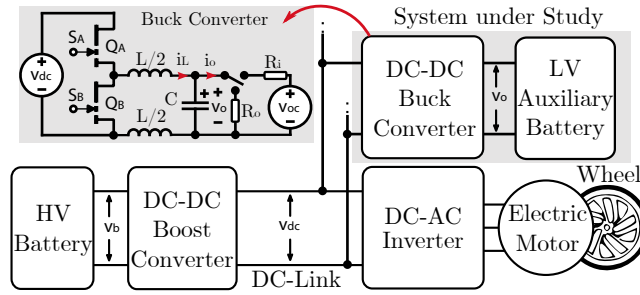 Buck Converter
System under Study
S_A
Q_A
L/2
i_L
i_o
R_i
V_dc
S_B
Q_B
L/2
C
V_o
R_o
V_oc
DC-DC
Buck
Converter
V_o
LV
Auxiliary
Battery
HV
Battery
V_b
DC-DC
Boost
Converter
V_dc
DC-Link
DC-AC
Inverter
Electric
Motor
Wheel